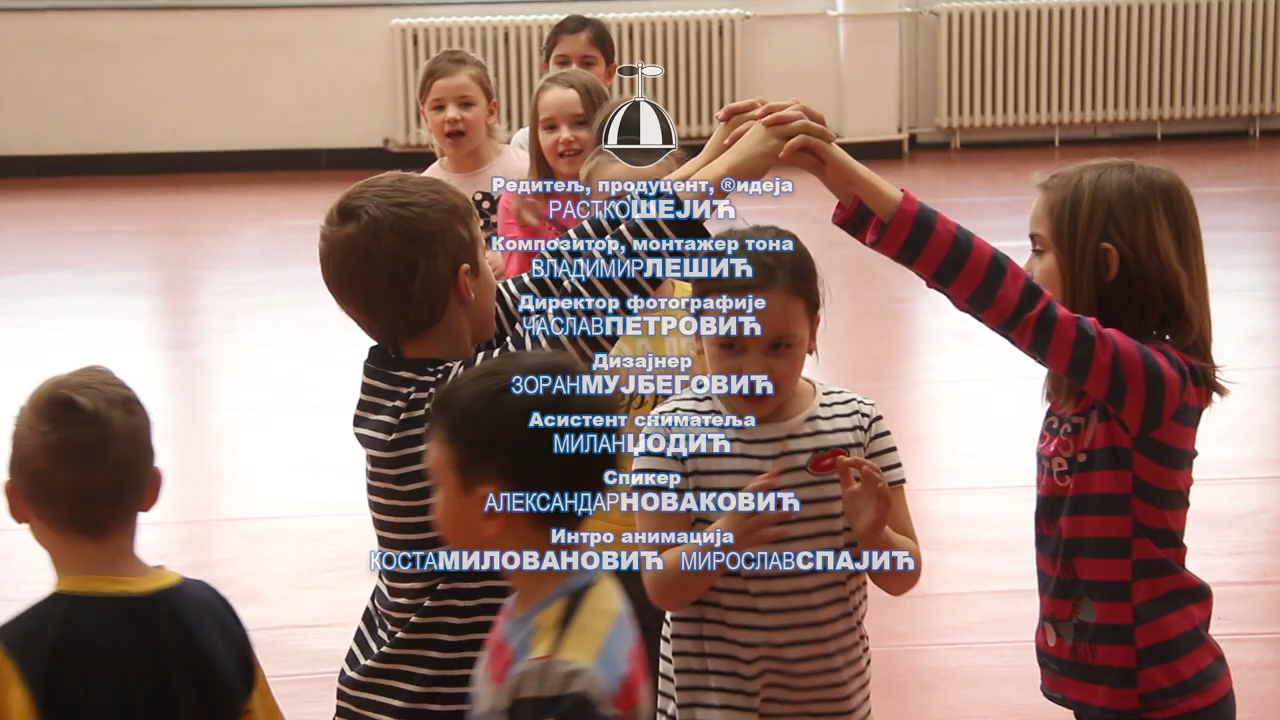 Редитељ, продуцент, ®идеја
РАСТКОШЕЈИЋ
Композитор, монтажер тона
ВЛАДИМИРЛЕШИЋ
Директор фотографије
ЧАСЛАВПЕТРОВИЋ
Дизајнер
ЗОРАНМУЈБЕГОВИЋ
Асистент сниматеља
МИЛАНЏОДИЋ
Спикер
АЛЕКСАНДАРНОВАКОВИЋ
Интро анимација
КОСТАМИЛОВАНОВИЋ МИРОСЛАВСПАЈИЋ